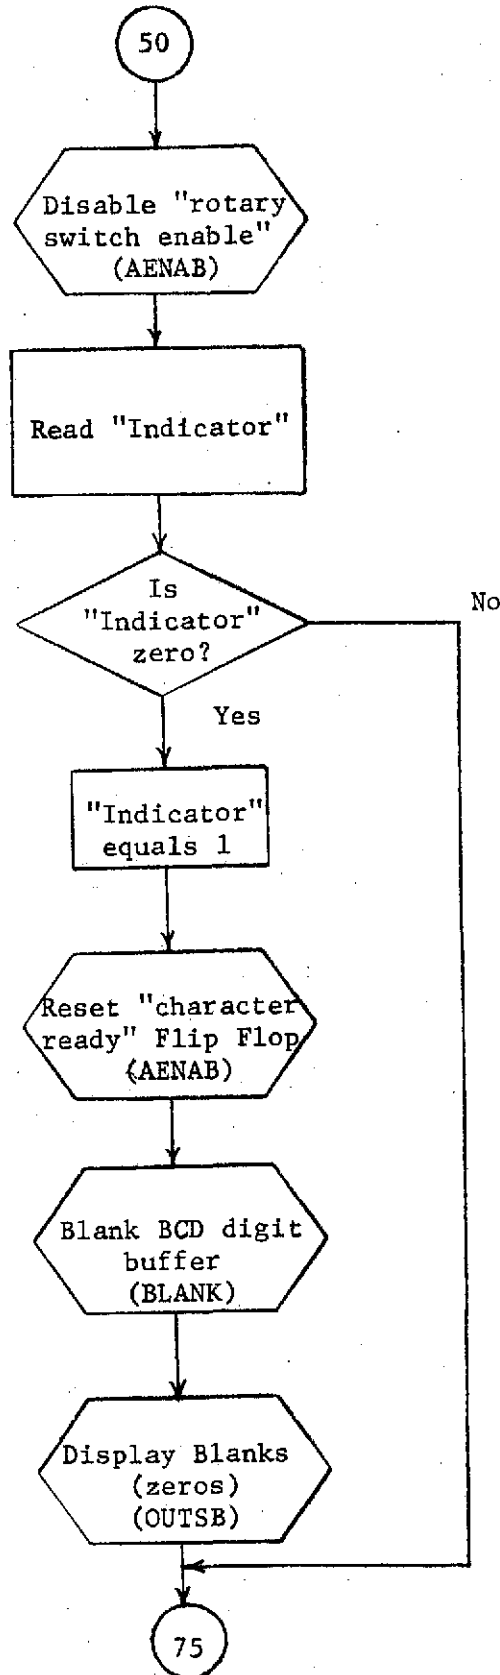 50
Disable "rotary
switch enable"
(AENAB)
Read "Indicator"
Is
"Indicator"
zero?
No
Yes
"Indicator"
equals 1
Reset "character
ready" Flip Flop
(AENAB)
Blank BCD digit
buffer
(BLANK)
Display Blanks
(zeros)
(OUTSB)
75